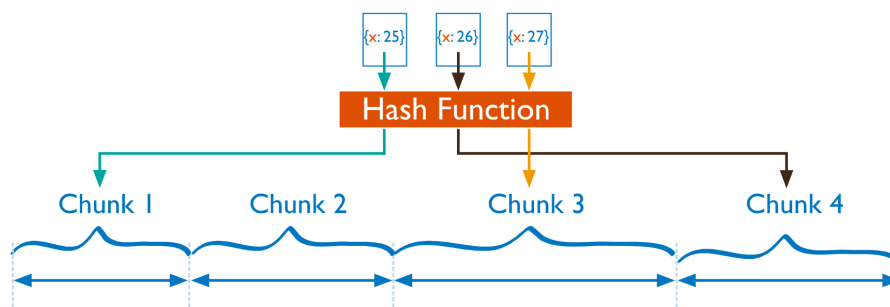 {x: 25} {x: 26} {x: 27}
Hash Function
Chunk 1 Chunk 2 Chunk 3 Chunk 4